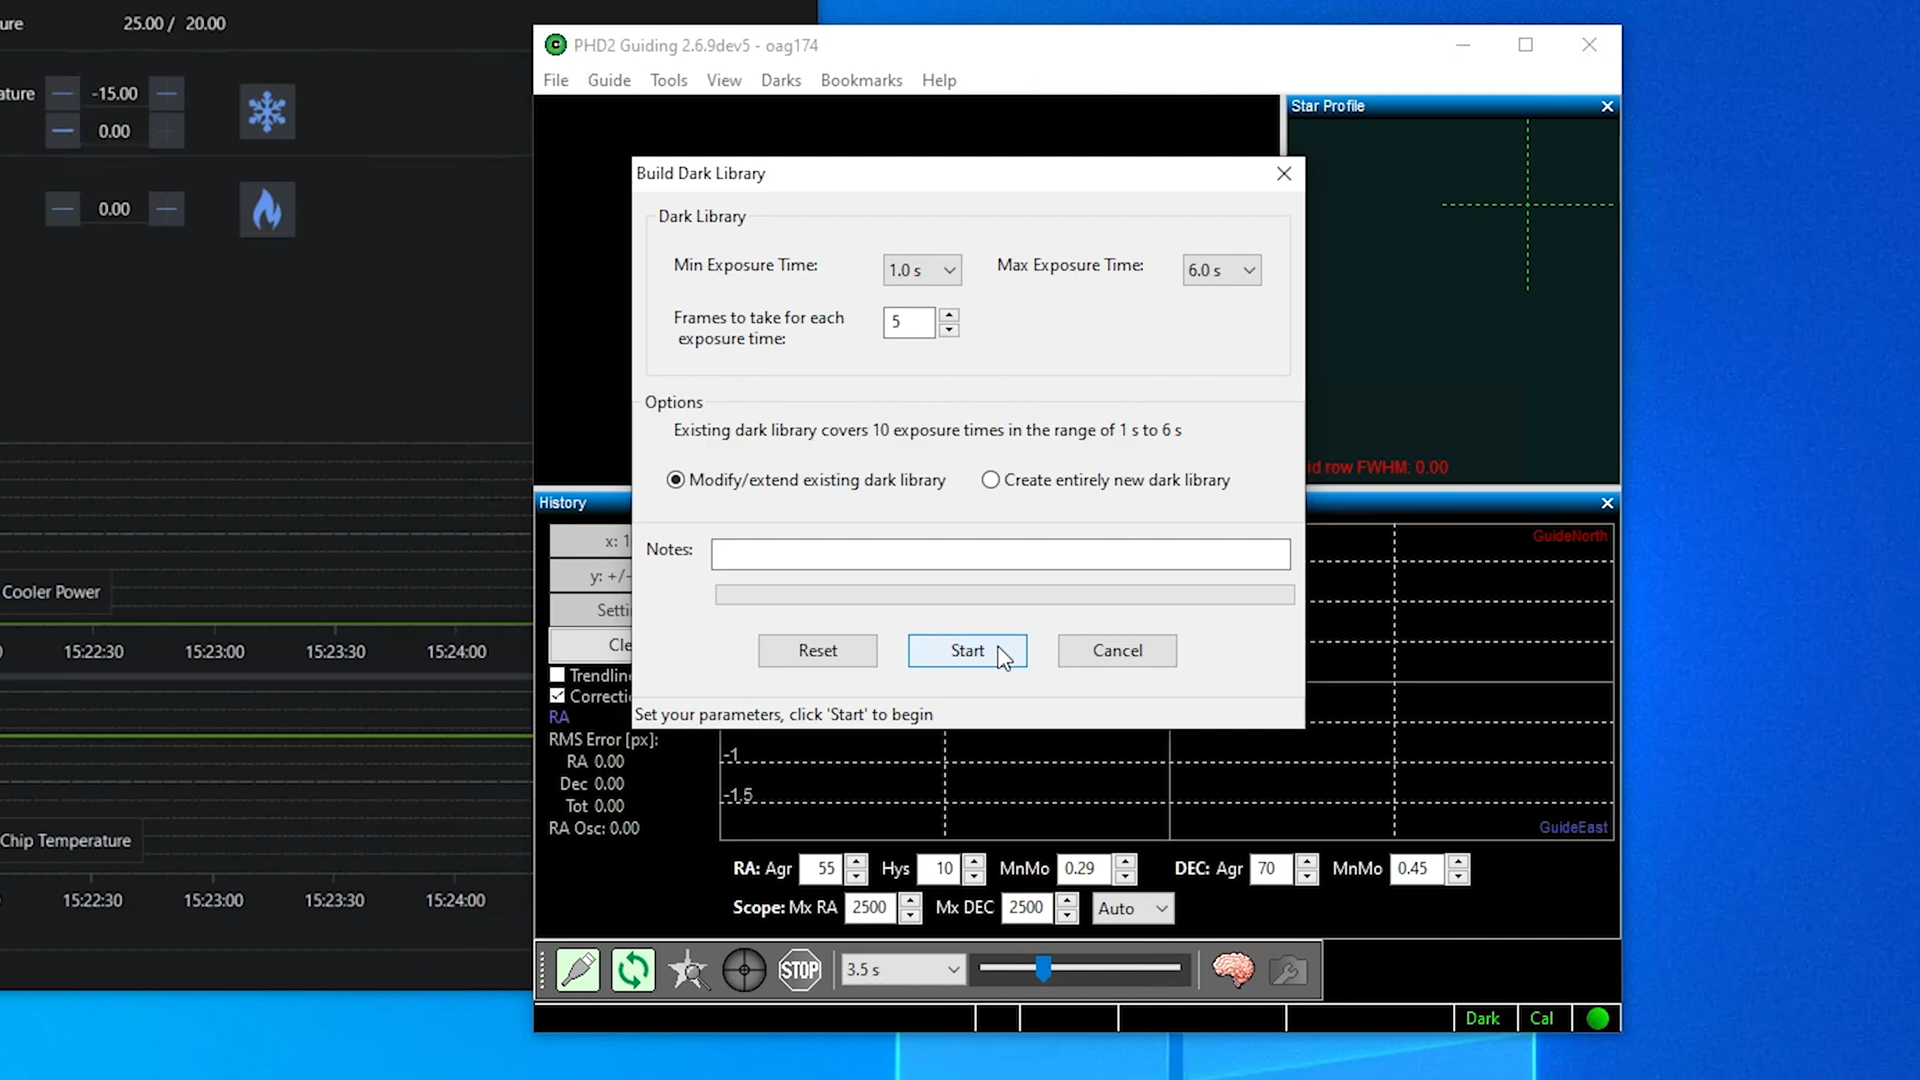 ure 25.00 / 20.00
ature -15.00
0.00
0.00
Cooler Power
0 15:22:30 15:23:00 15:23:30 15:24:00
Chip Temperature
15:22:30 15:23:00 15:23:30 15:24:00
PHD2 Guiding 2.6.9dev5 - oag174
File Guide Tools View Darks Bookmarks Help
Star Profile
id row FWHM: 0.00
Build Dark Library
Dark Library
Min Exposure Time: 1.0 s Max Exposure Time: 6.0 s
Frames to take for each
exposure time:
5
Options
Existing dark library covers 10 exposure times in the range of 1 s to 6 s
Modify/extend existing dark library Create entirely new dark library
Notes:
Reset Start Cancel
Set your parameters, click 'Start' to begin
History
x: 1
y: +/-
Setti
Cle
Trendlin
Correcti
RA
RMS Error [px]:
RA 0.00
Dec 0.00
Tot 0.00
RA Osc: 0.00
GuideNorth
-1
-1.5
GuideEast
RA: Agr 55 Hys 10 MnMo 0.29 DEC: Agr 70 MnMo 0.45
Scope: Mx RA 2500 Mx DEC 2500 Auto
STOP 3.5 s
Dark Cal